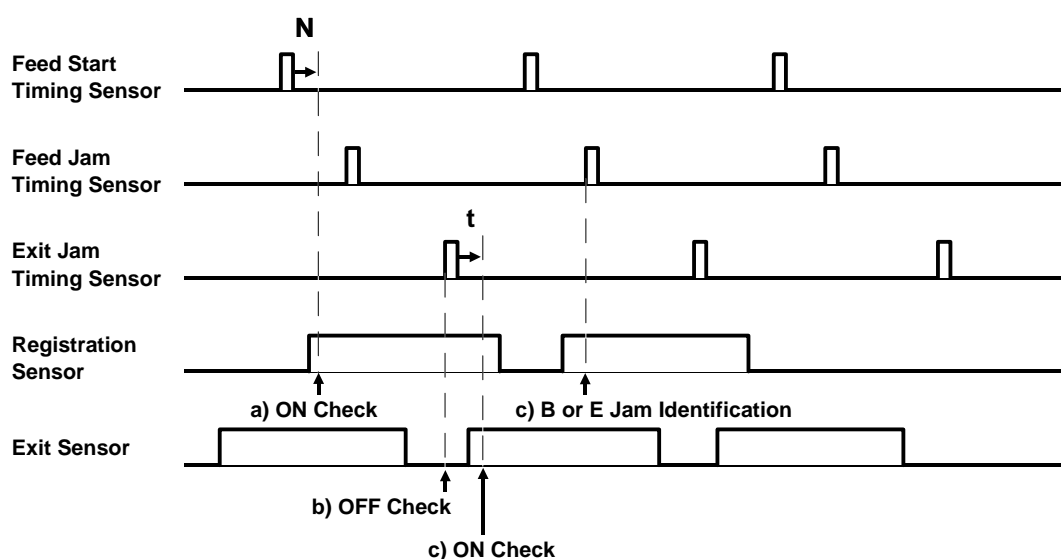 N
Feed Start
Timing Sensor
Feed Jam
Timing Sensor
t
Exit Jam
Timing Sensor
Registration
Sensor
a) ON Check
c) B or E Jam Identification
Exit Sensor
b) OFF Check
c) ON Check